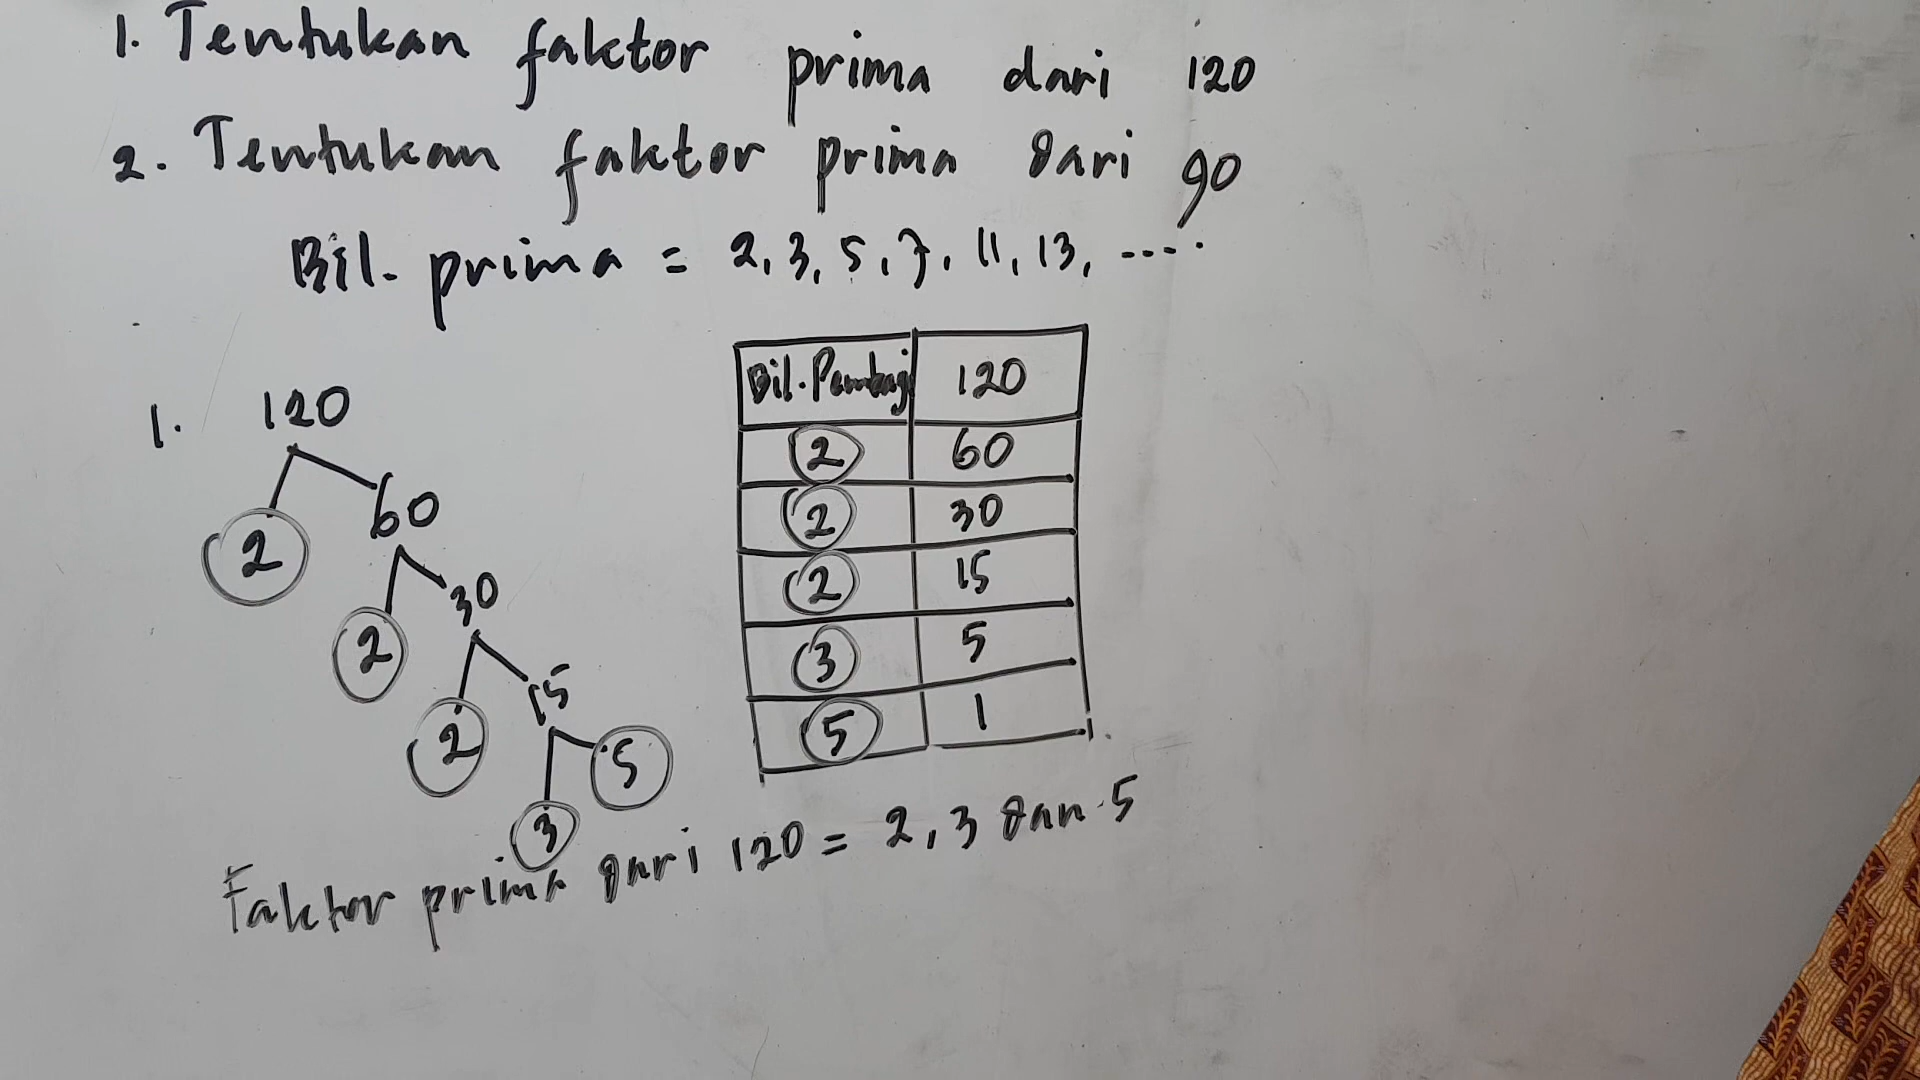 1. Tentukan faktor prima dari 120
2. Tentukan faktor prima dari 90
Bil. prima = 2, 3, 5, 7, 11, 13, ....
1. 120
2 60
2 30
2 15
3 5
Bil. Pembagi 120
2 60
2 30
2 15
3 5
5 1
Faktor prima dari 120 = 2, 3 dan 5